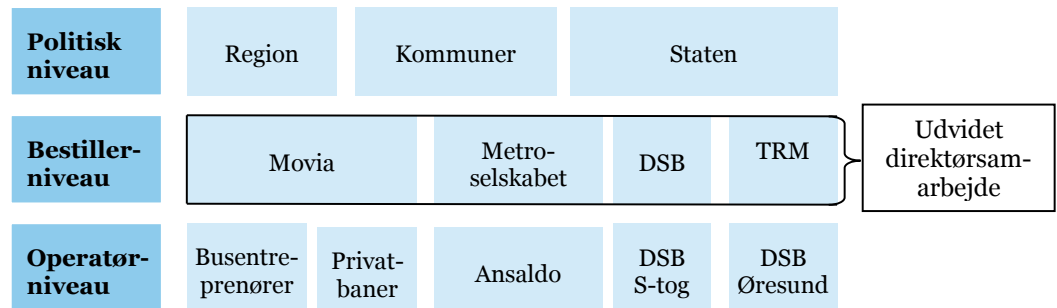 Politisk
niveau
Region
Kommuner
Staten
Bestiller-
niveau
Movia
Metro-
selskabet
DSB
TRM
Udvidet
direktørsam-
arbejde
Operatør-
niveau
Busentre-
prenører
Privat-
baner
Ansaldo
DSB
S-tog
DSB
Øresund